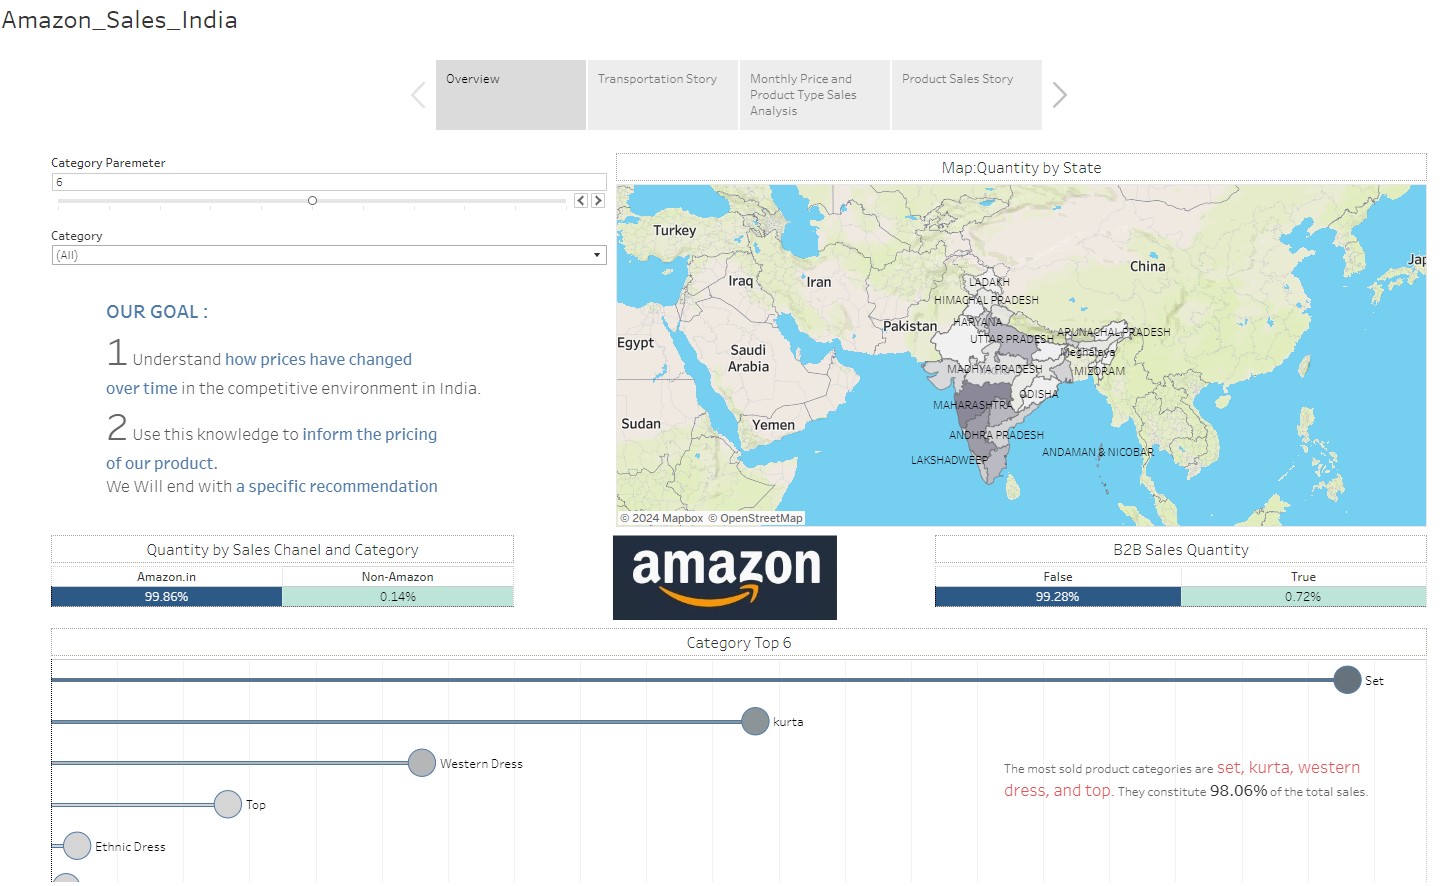 Amazon_Sales_India
Overview
Transportation Story
Monthly Price and
Product Type Sales
Analysis
Product Sales Story
Category Paremeter
6
Category
(All)
OUR GOAL :
1 Understand how prices have changed
over time in the competitive environment in India.
2 Use this knowledge to inform the pricing
of our product.
We Will end with a specific recommendation
Map:Quantity by State
Turkey
China
Jap
Iraq
Iran
LADAKH
HIMACHAL PRADESH
HARYANA
Pakistan
ARUNACHAL PRADESH
UTTAR PRADESH
Egypt
Saudi
Arabia
Meghalaya
MADHYA PRADESH
MIZORAM
ODISHA
MAHARASHTRA
Sudan
Yemen
ANDHRA PRADESH
ANDAMAN & NICOBAR
LAKSHADWEEP
© 2024 Mapbox © OpenStreetMap
Quantity by Sales Chanel and Category
Amazon.in
Non-Amazon
99.86%
0.14%
amazon
B2B Sales Quantity
False
True
99.28%
0.72%
Category Top 6
Set
kurta
Western Dress
Top
Ethnic Dress
The most sold product categories are set, kurta, western
dress, and top. They constitute 98.06% of the total sales.